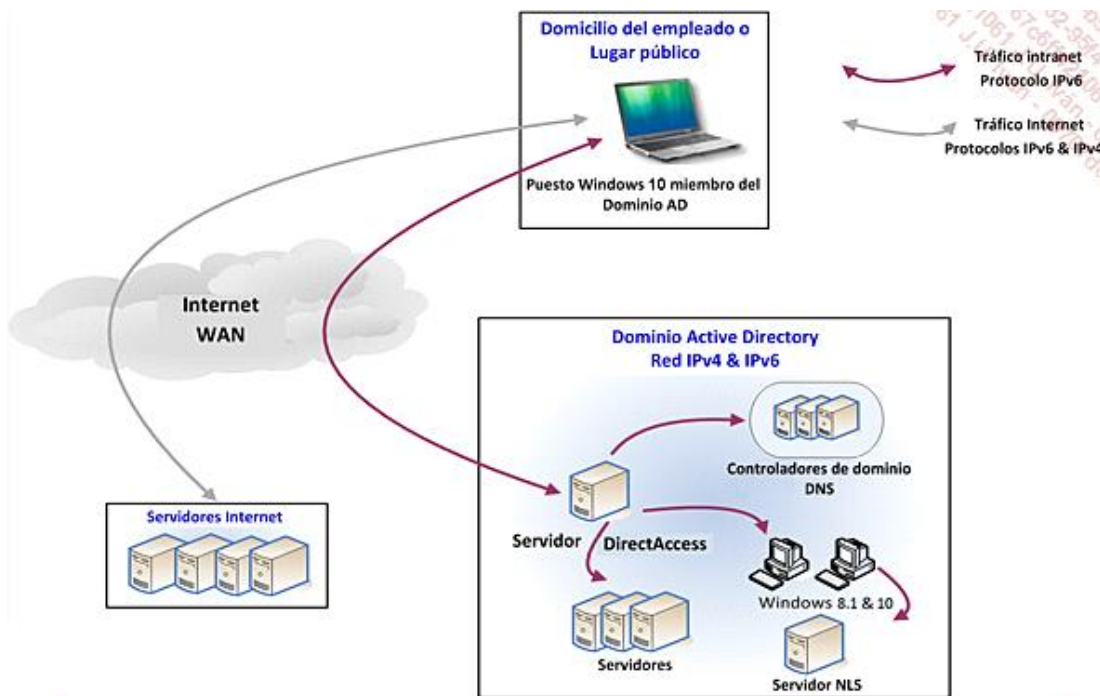 Domicilio del empleado o
Lugar público
Puesto Windows 10 miembro del
Dominio AD
Tráfico intranet
Protocolo IPv6
Tráfico Internet
Protocolos IPv6 & IPv4
Internet
WAN
Servidores Internet
Dominio Active Directory
Red IPv4 & IPv6
Controladores de dominio
DNS
Servidor DirectAccess
Windows 8.1 & 10
Servidores
Servidor NLS